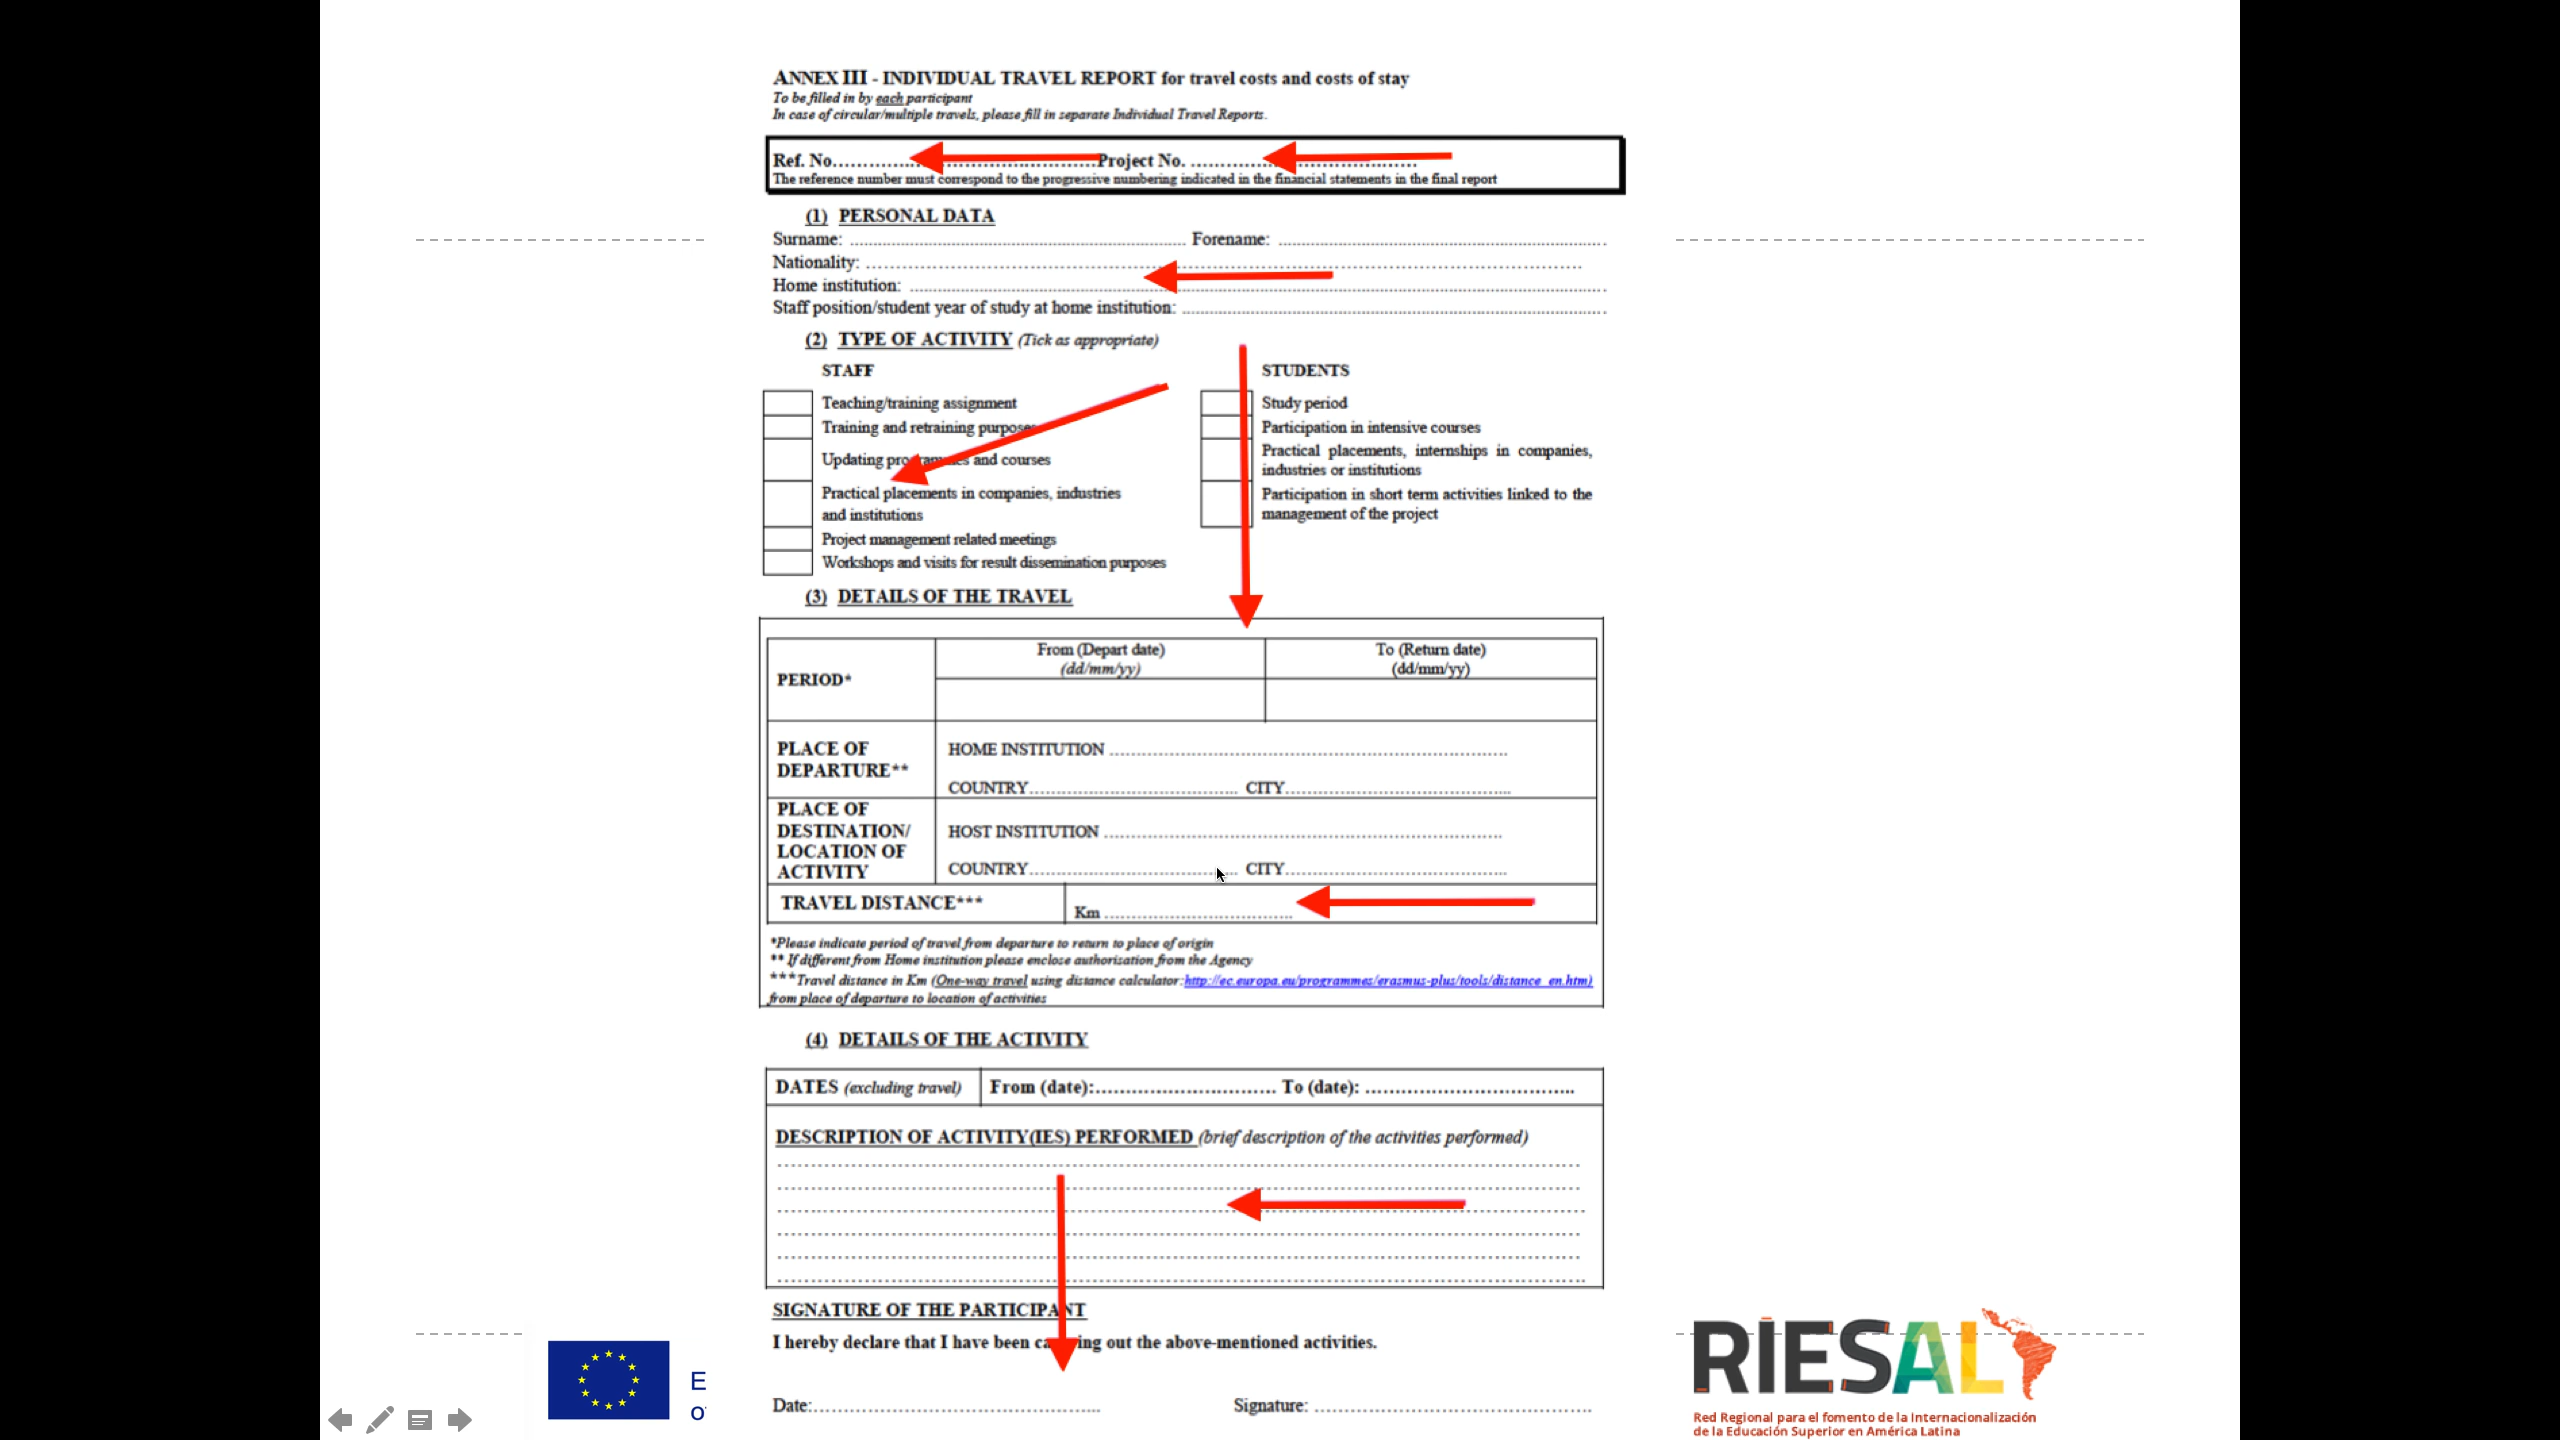 ANNEX III - INDIVIDUAL TRAVEL REPORT for travel costs and costs of stay
To be filled in by each participant
In case of circular/multiple travels, please fill in separate Individual Travel Reports.
Ref. No.................................................Project No. ..........................................
The reference number must correspond to the progressive numbering indicated in the financial statements in the final report
(1) PERSONAL DATA
Surname: ........................................ Forename: ........................................
Nationality: ........................................
Home institution: ........................................
Staff position/student year of study at home institution: ........................................
(2) TYPE OF ACTIVITY (Tick as appropriate)
STAFF
Teaching/training assignment
Training and retraining purposes
Updating programmes and courses
Practical placements in companies, industries
and institutions
Project management related meetings
Workshops and visits for result dissemination purposes
STUDENTS
Study period
Participation in intensive courses
Practical placements, internships in companies,
industries or institutions
Participation in short term activities linked to the
management of the project
(3) DETAILS OF THE TRAVEL
PERIOD*
From (Depart date)
(dd/mm/yy)
To (Return date)
(dd/mm/yy)
PLACE OF
DEPARTURE**
HOME INSTITUTION ........................................
COUNTRY........................................ CITY........................................
PLACE OF
DESTINATION/
LOCATION OF
ACTIVITY
HOST INSTITUTION ........................................
COUNTRY........................................ CITY........................................
TRAVEL DISTANCE***
Km ........................................
*Please indicate period of travel from departure to return to place of origin
** If different from Home institution please enclose authorisation from the Agency
***Travel distance in Km (One-way travel using distance calculator:http://ec.europa.eu/programmes/erasmus-plus/tools/distance_en.htm)
from place of departure to location of activities
(4) DETAILS OF THE ACTIVITY
DATES (excluding travel) From (date):................................ To (date): ....................................
DESCRIPTION OF ACTIVITY(IES) PERFORMED (brief description of the activities performed)
SIGNATURE OF THE PARTICIPANT
I hereby declare that I have been carrying out the above-mentioned activities.
Date:........................................ Signature: ........................................
E
RIESAL
Red Regional para el fomento de la Internacionalización
de la Educación Superior en América Latina